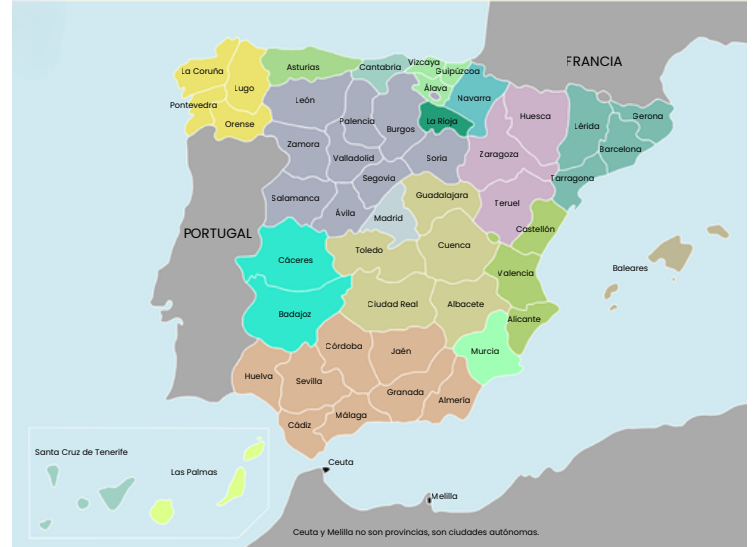 FRANCIA
La Coruña
Lugo
Asturias
Cantabria
Vizcaya
Guipúzcoa
Álava
Navarra
Pontevedra
Orense
León
Palencia
Burgos
La Rioja
Huesca
Lérida
Gerona
Barcelona
Zamora
Valladolid
Soria
Zaragoza
Tarragona
Segovia
Salamanca
Ávila
Madrid
Guadalajara
Teruel
Castellón
PORTUGAL
Cáceres
Toledo
Cuenca
Valencia
Baleares
Badajoz
Ciudad Real
Albacete
Alicante
Córdoba
Jaén
Murcia
Huelva
Sevilla
Granada
Almería
Cádiz
Málaga
Santa Cruz de Tenerife
Las Palmas
Ceuta
Melilla
Ceuta y Melilla no son provincias, son ciudades autónomas.